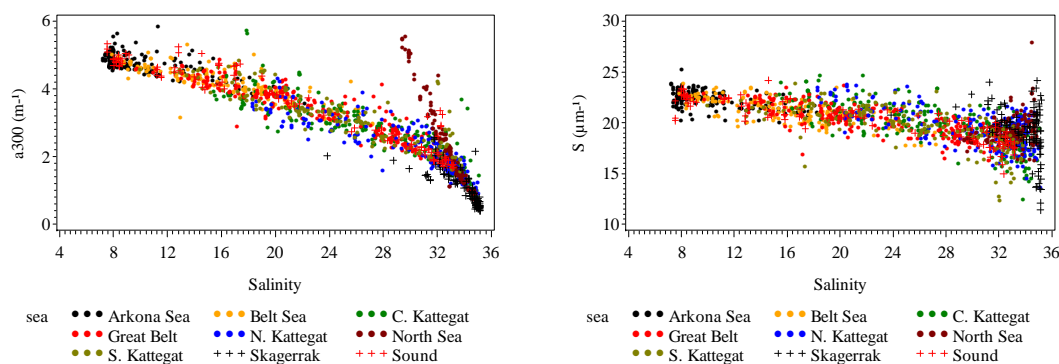 a300 (m⁻¹)
6
4
2
0
4 8 12 16 20 24 28 32 36
Salinity
sea
Arkona Sea Belt Sea C. Kattegat
Great Belt N. Kattegat North Sea
S. Kattegat Skagerrak Sound
S (µm⁻¹)
30
25
20
15
10
4 8 12 16 20 24 28 32 36
Salinity
sea
Arkona Sea Belt Sea C. Kattegat
Great Belt N. Kattegat North Sea
S. Kattegat Skagerrak Sound